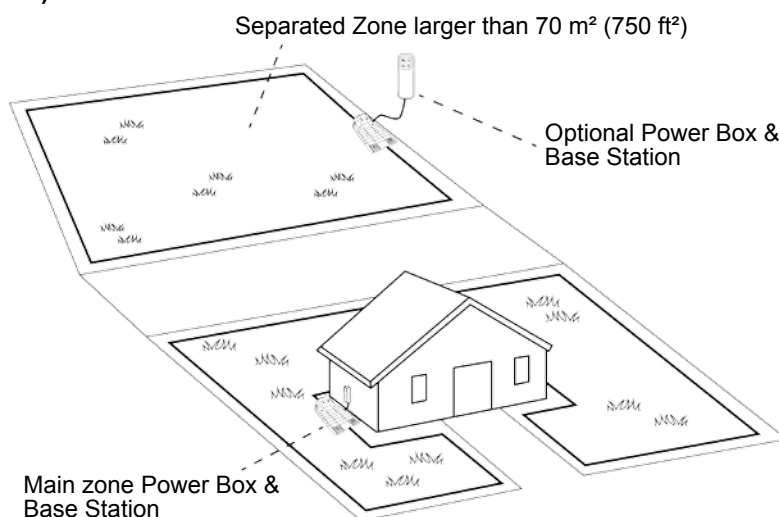 Separated Zone larger than 70 m² (750 ft²)
Optional Power Box &
Base Station
Main zone Power Box &
Base Station